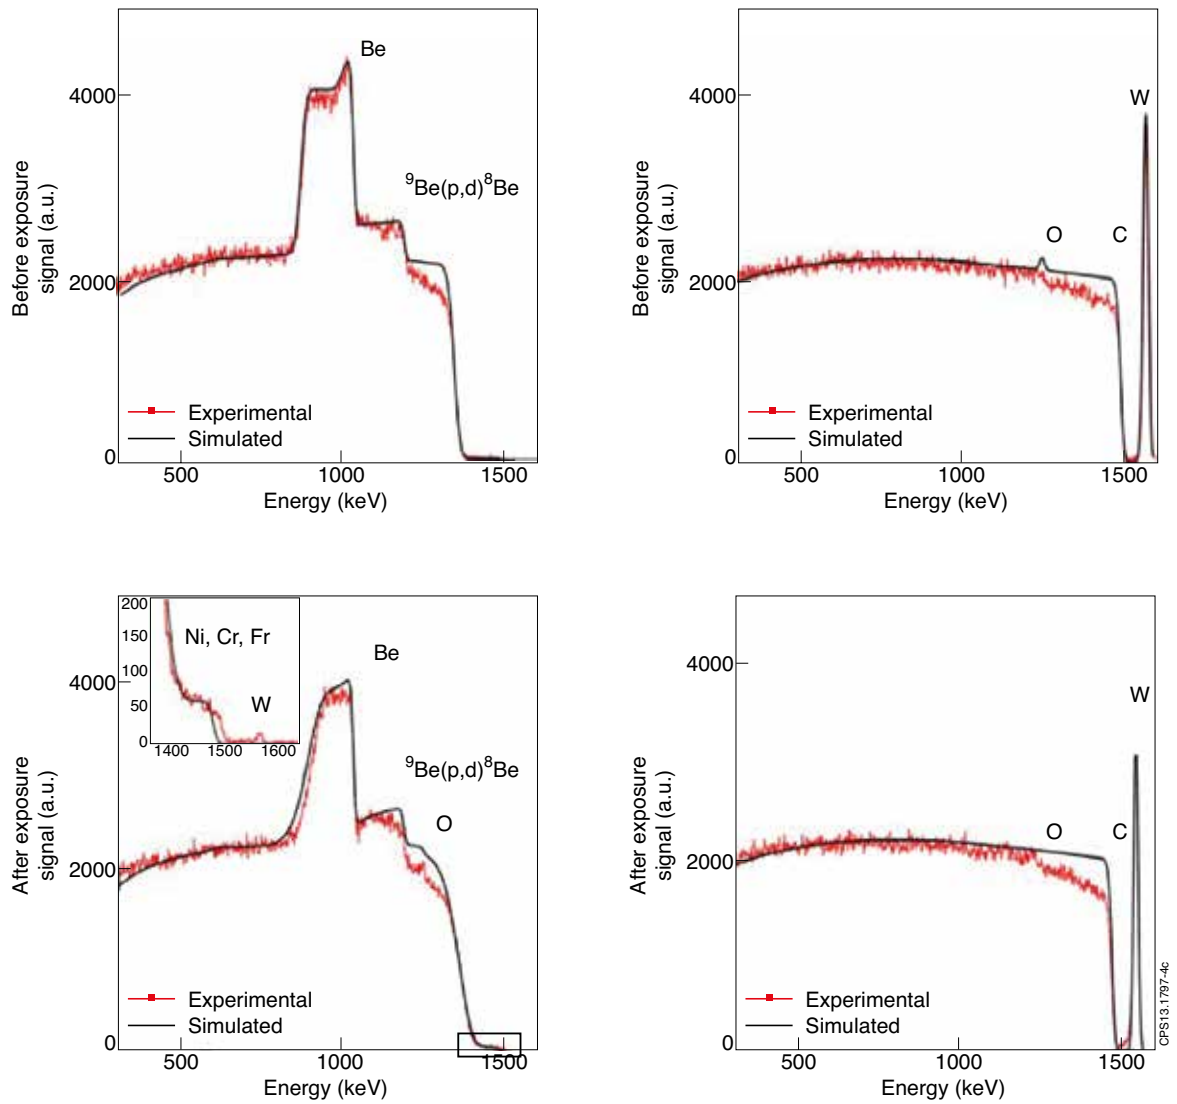 Before exposure
signal (a.u.)
4000
2000
0
Be
⁹Be(p,d)⁸Be
Experimental
Simulated
500 1000 1500
Energy (keV)
Before exposure
signal (a.u.)
4000
2000
0
W
O C
Experimental
Simulated
500 1000 1500
Energy (keV)
After exposure
signal (a.u.)
4000
2000
0
200
150
100
50
0
Ni, Cr, Fr
W
1400 1500 1600
Be
⁹Be(p,d)⁸Be
O
Experimental
Simulated
500 1000 1500
Energy (keV)
After exposure
signal (a.u.)
4000
2000
0
W
O C
Experimental
Simulated
500 1000 1500
Energy (keV)
CPS13.1797-4c